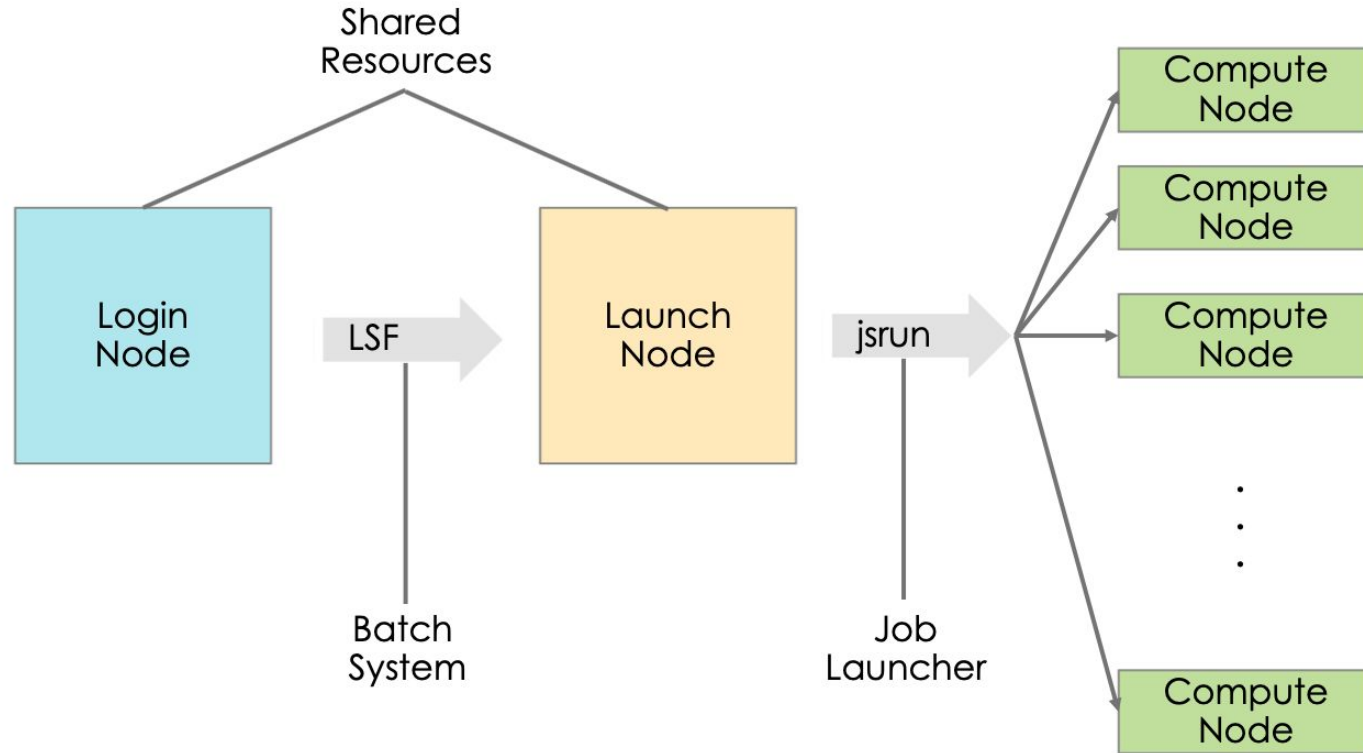 Shared
Resources
Login
Node
LSF
Launch
Node
jsrun
Batch
System
Job
Launcher
Compute
Node
Compute
Node
Compute
Node
.
.
.
Compute
Node